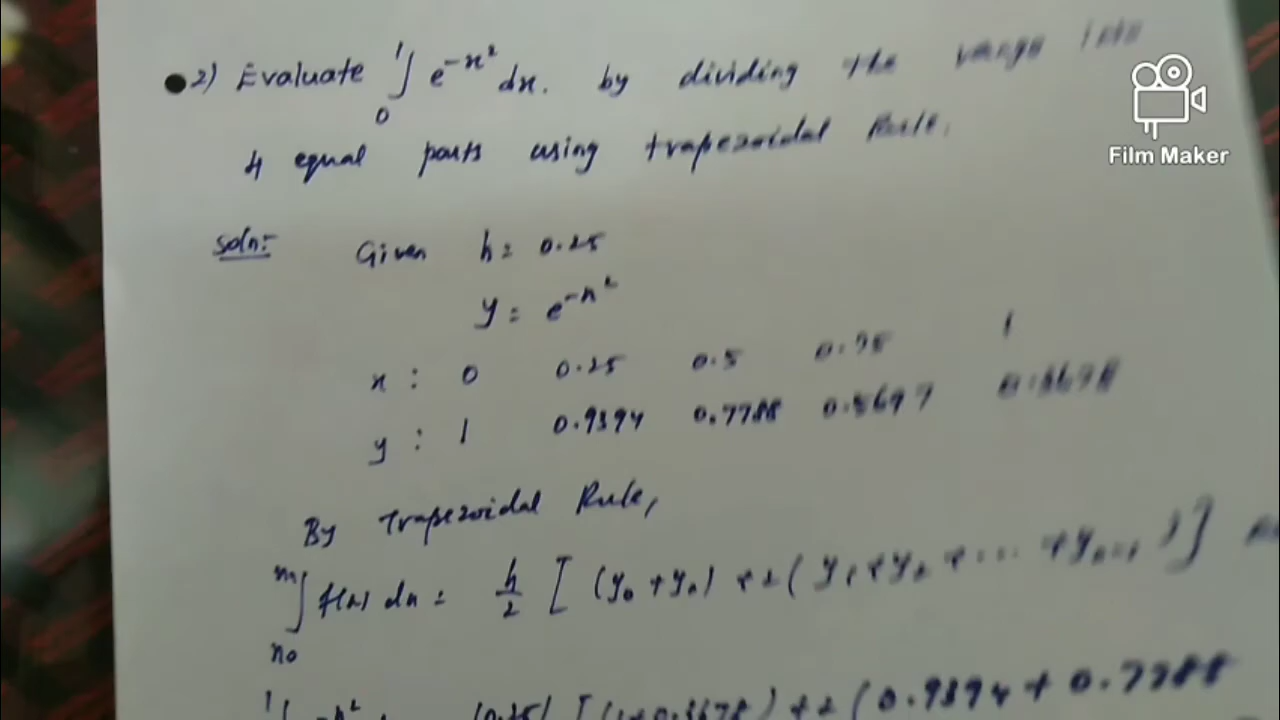 2) Evaluate ∫₀¹ e^{-x²} dx. by dividing the range into
Film Maker
4 equal parts using trapezoidal Rule.
Soln:- Given h = 0.25
y = e^{-x²}
x : 0 0.25 0.5 0.75 1
y : 1 0.9394 0.7788 0.5697 0.3678
By Trapezoidal Rule,
∫_{x₀}^{xₙ} f(x) dx = h/2 [ (y₀ + yₙ) + 2 ( y₁ + y₂ + .... + yₙ₋₁ ) ]
(0.25) [ (1+0.3678) + 2 (0.9394 + 0.7788